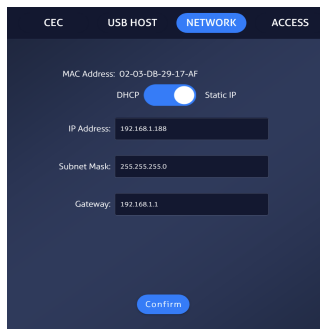 CEC USB HOST NETWORK ACCESS
MAC Address: 02-03-DB-29-17-AF
DHCP Static IP
IP Address: 192.168.1.188
Subnet Mask: 255.255.255.0
Gateway: 192.168.1.1
Confirm